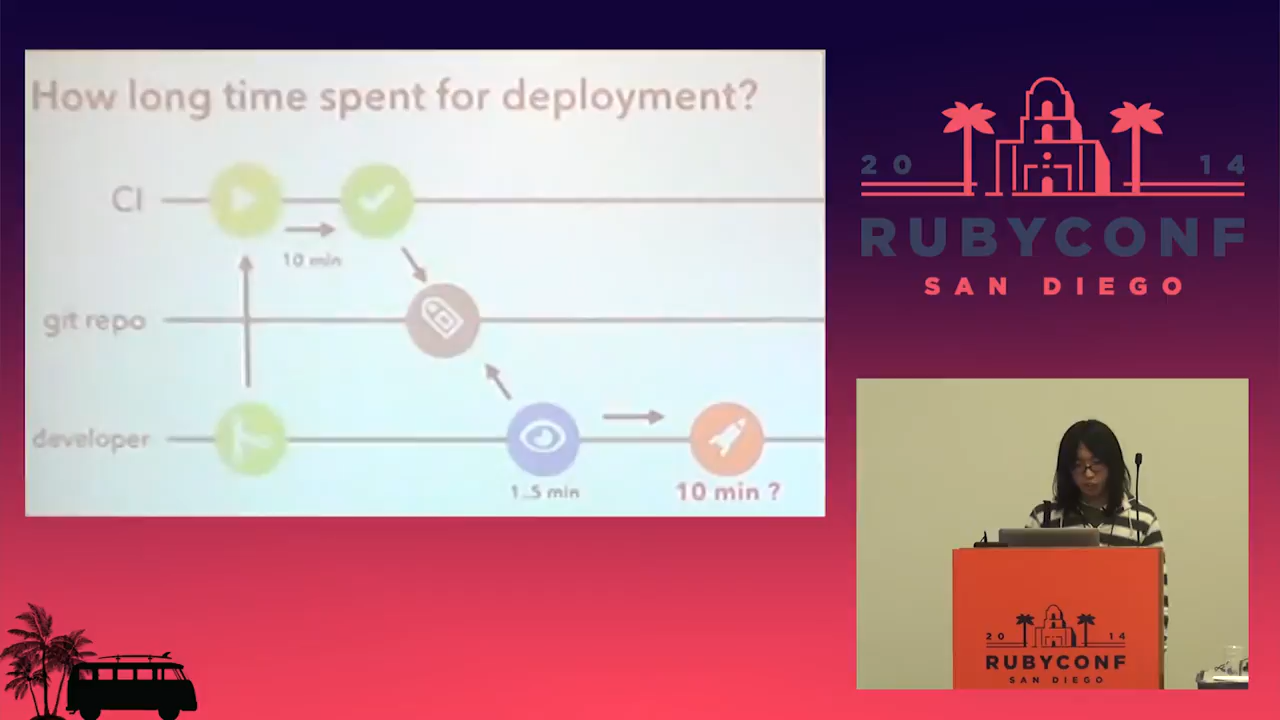 How long time spent for deployment?
CI
10 min
git repo
developer
1..5 min
10 min ?
20 14
RUBYCONF
SAN DIEGO
20 14
RUBYCONF
SAN DIEGO